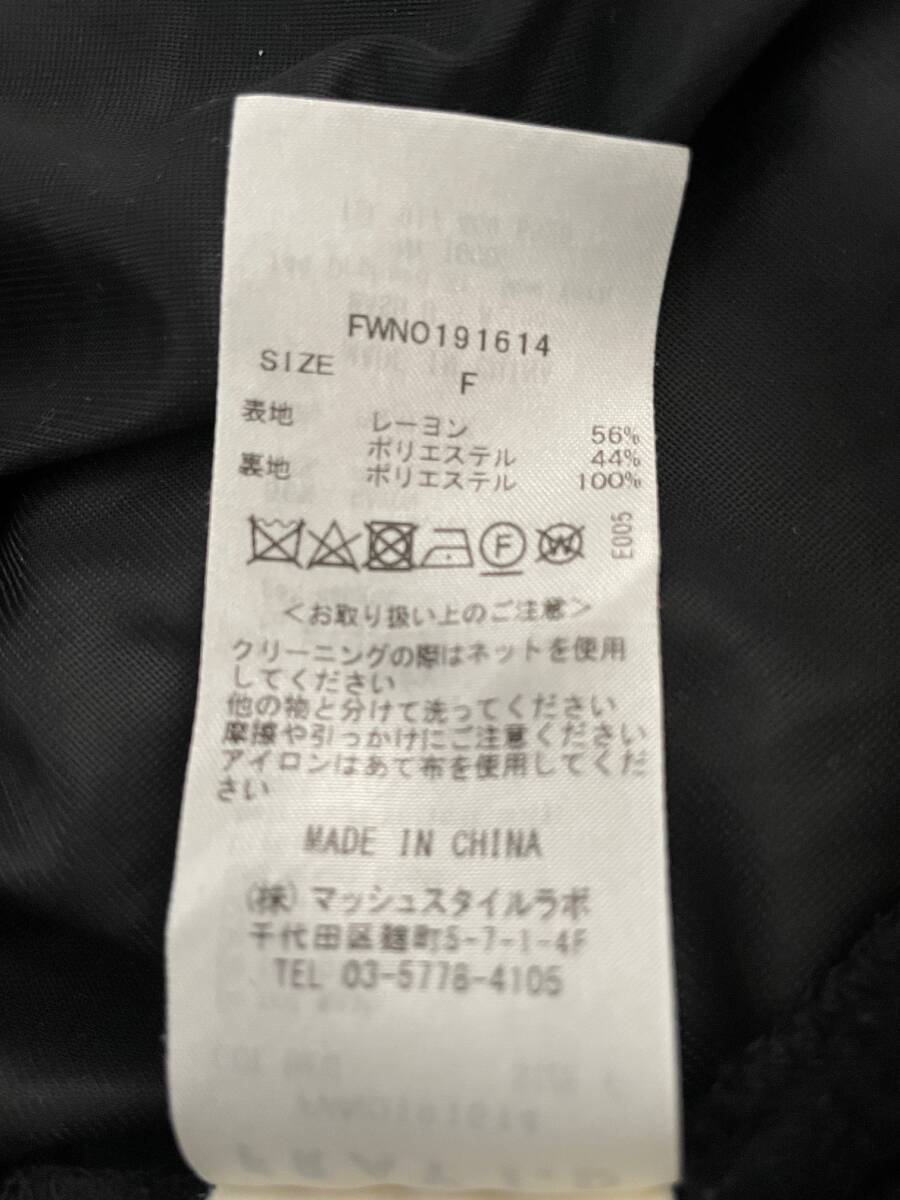 FWNO191614
SIZE F
表地 レーヨン 56%
ポリエステル 44%
裏地 ポリエステル 100%
F W E005
<お取り扱い上のご注意>
クリーニングの際はネットを使用
してください
他の物と分けて洗ってください
摩擦や引っかけにご注意ください
アイロンはあて布を使用してくだ
さい
MADE IN CHINA
(株)マッシュスタイルラボ
千代田区麹町5-7-1-4F
TEL 03-5778-4105